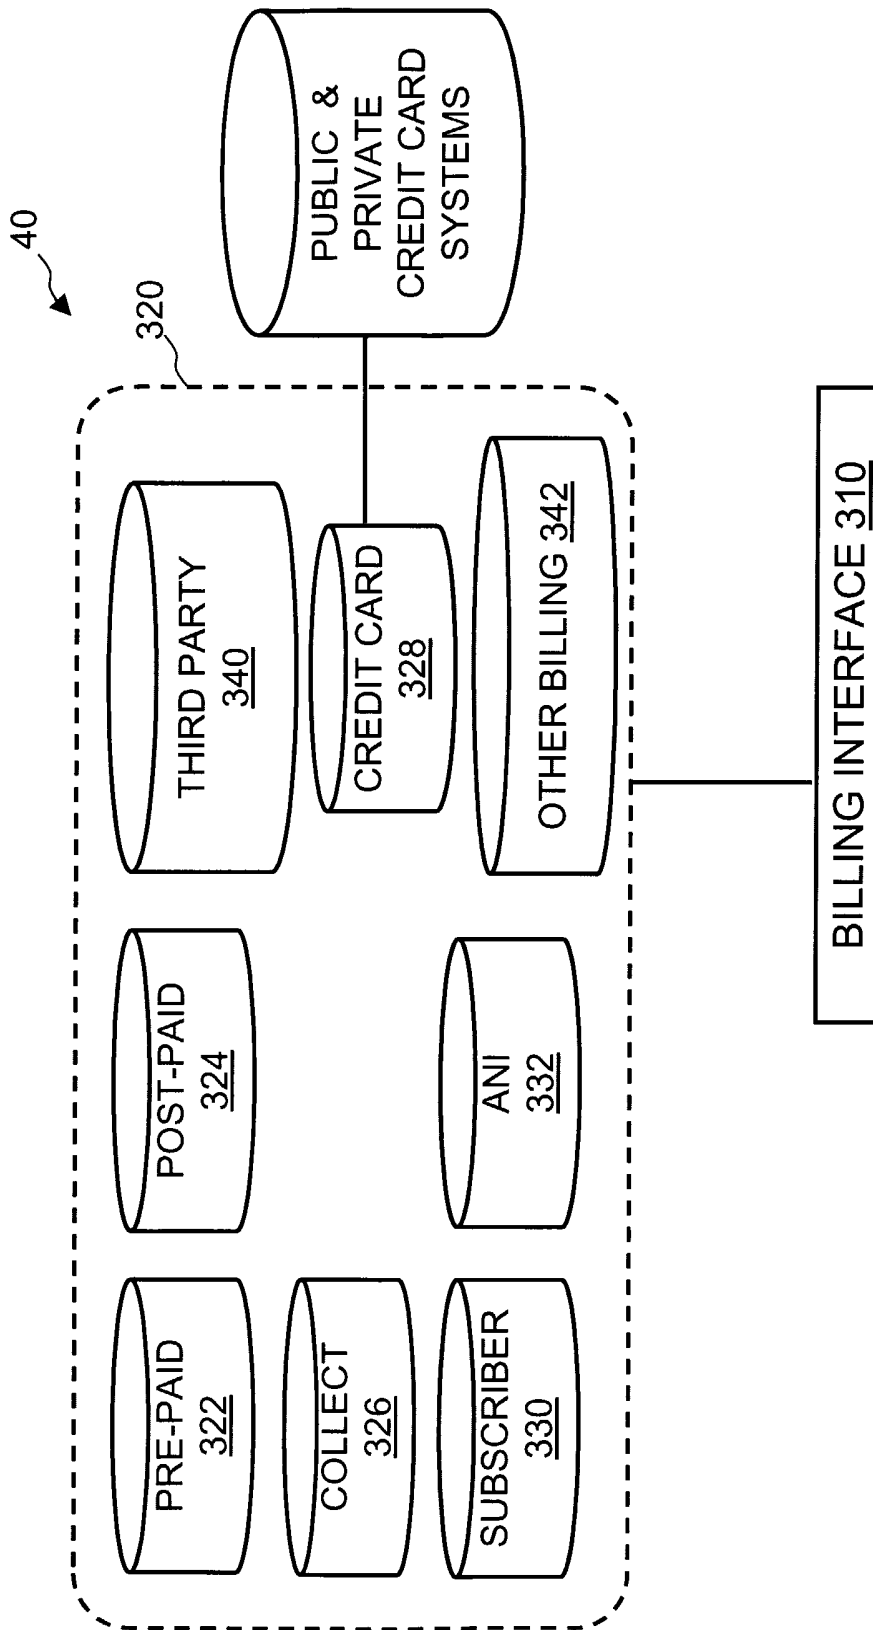 40
320
PRE-PAID
322
POST-PAID
324
THIRD PARTY
340
COLLECT
326
CREDIT CARD
328
SUBSCRIBER
330
ANI
332
OTHER BILLING 342
PUBLIC &
PRIVATE
CREDIT CARD
SYSTEMS
BILLING INTERFACE 310